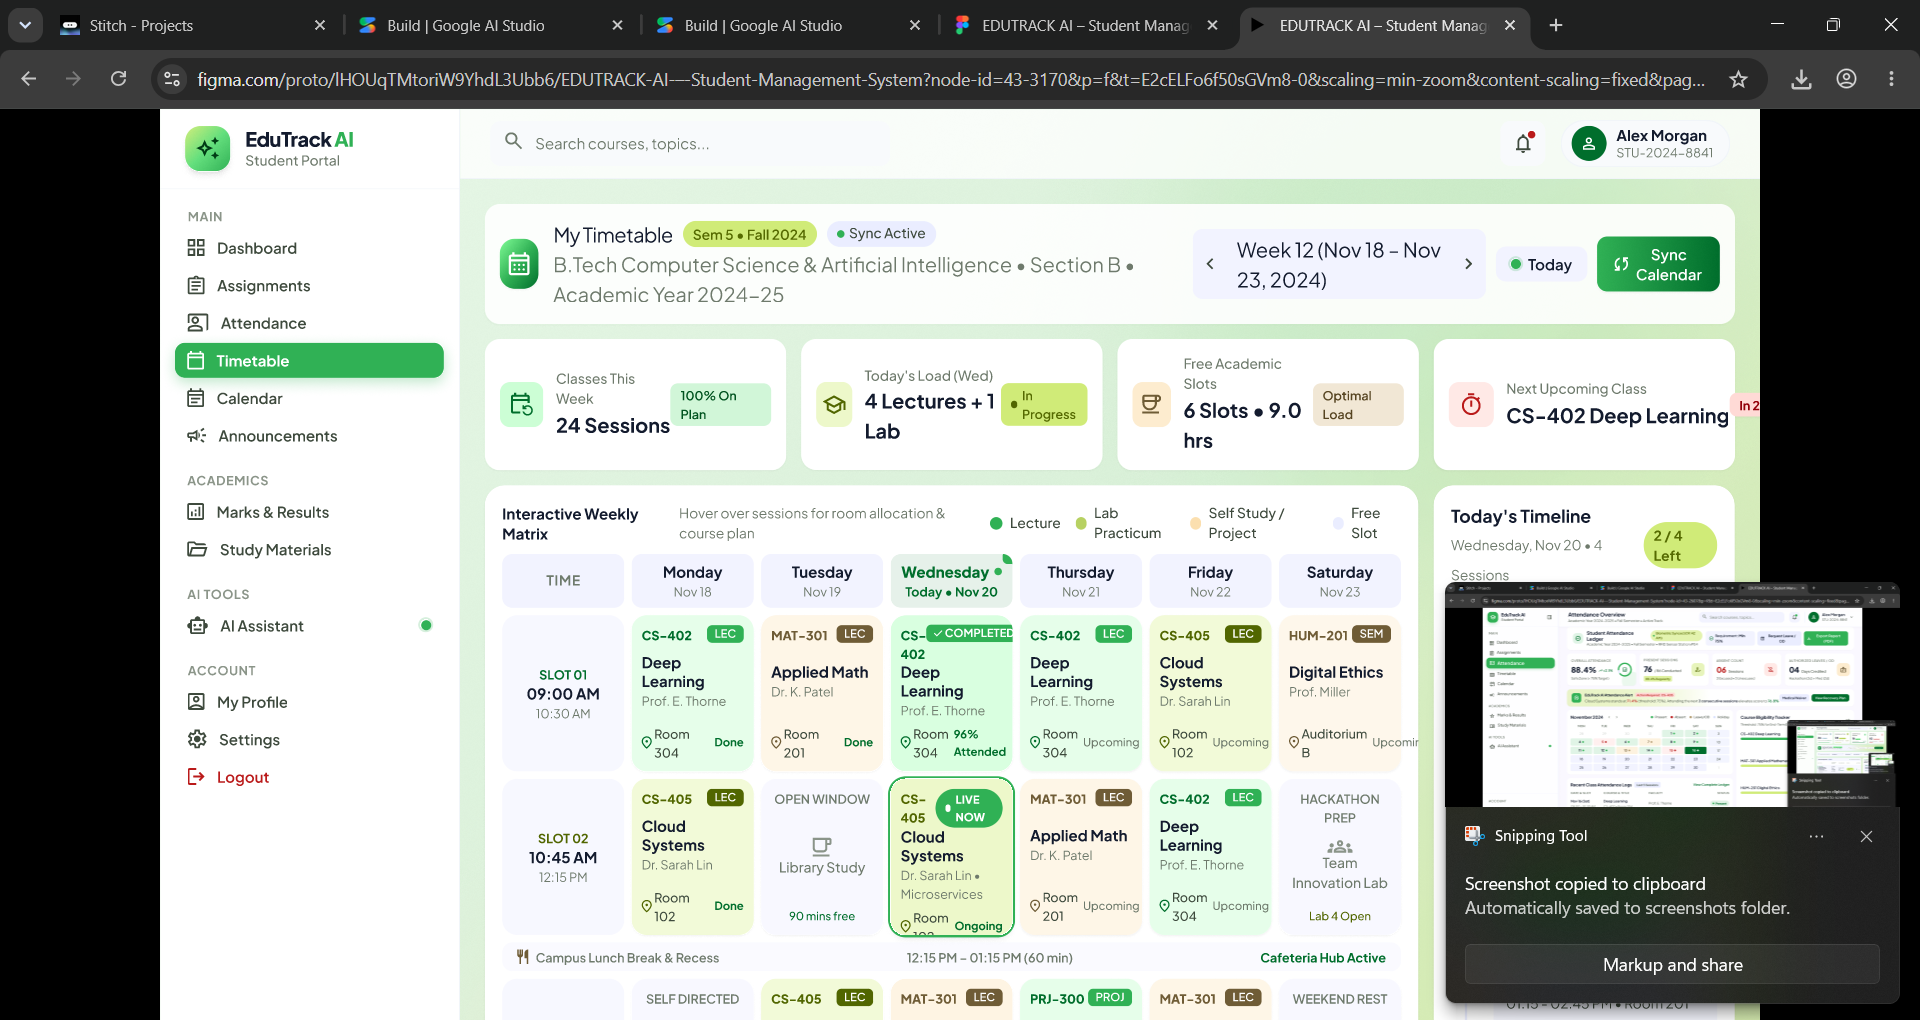 Stitch - Projects
Build | Google AI Studio
Build | Google AI Studio
EDUTRACK AI – Student Manag
EDUTRACK AI – Student Manag
figma.com/proto/lHOUqTMtoriW9YhdL3Ubb6/EDUTRACK-AI-–-Student-Management-System?node-id=43-3170&p=f&t=E2cELFo6f50sGVm8-0&scaling=min-zoom&content-scaling=fixed&pag...
EduTrack AI
Student Portal
Search courses, topics...
Alex Morgan
STU-2024-8841
MAIN
Dashboard
Assignments
Attendance
Timetable
Calendar
Announcements
ACADEMICS
Marks & Results
Study Materials
AI TOOLS
AI Assistant
ACCOUNT
My Profile
Settings
Logout
My Timetable
Sem 5 • Fall 2024
Sync Active
B.Tech Computer Science & Artificial Intelligence • Section B •
Academic Year 2024-25
Week 12 (Nov 18 – Nov
23, 2024)
Today
Sync
Calendar
Classes This
Week
24 Sessions
100% On
Plan
Today's Load (Wed)
4 Lectures + 1
Lab
In
Progress
Free Academic
Slots
6 Slots • 9.0
hrs
Optimal
Load
Next Upcoming Class
CS-402 Deep Learning
In 2
Interactive Weekly
Matrix
Hover over sessions for room allocation &
course plan
Lecture
Lab
Practicum
Self Study /
Project
Free
Slot
TIME
Monday
Nov 18
Tuesday
Nov 19
Wednesday
Today • Nov 20
Thursday
Nov 21
Friday
Nov 22
Saturday
Nov 23
SLOT 01
09:00 AM
10:30 AM
CS-402 LEC
Deep
Learning
Prof. E. Thorne
Room
304
Done
MAT-301 LEC
Applied Math
Dr. K. Patel
Room
201
Done
CS-
402
COMPLETED
Deep
Learning
Prof. E. Thorne
Room
304
96%
Attended
CS-402 LEC
Deep
Learning
Prof. E. Thorne
Room
304
Upcoming
CS-405 LEC
Cloud
Systems
Dr. Sarah Lin
Room
102
Upcoming
HUM-201 SEM
Digital Ethics
Prof. Miller
Auditorium
B
Upcomin
SLOT 02
10:45 AM
12:15 PM
CS-405 LEC
Cloud
Systems
Dr. Sarah Lin
Room
102
Done
OPEN WINDOW
Library Study
90 mins free
CS-
405
LIVE
NOW
Cloud
Systems
Dr. Sarah Lin •
Microservices
Room
102
Ongoing
MAT-301 LEC
Applied Math
Dr. K. Patel
Room
201
Upcoming
CS-402 LEC
Deep
Learning
Prof. E. Thorne
Room
304
Upcoming
HACKATHON
PREP
Team
Innovation Lab
Lab 4 Open
Campus Lunch Break & Recess
12:15 PM – 01:15 PM (60 min)
Cafeteria Hub Active
SELF DIRECTED
CS-405 LEC
MAT-301 LEC
PRJ-300 PROJ
MAT-301 LEC
WEEKEND REST
Today's Timeline
Wednesday, Nov 20 • 4
Sessions
2 / 4
Left
Attendance Overview
Snipping Tool
Screenshot copied to clipboard
Automatically saved to screenshots folder.
Markup and share
01:15 - 02:45 PM • Room 201